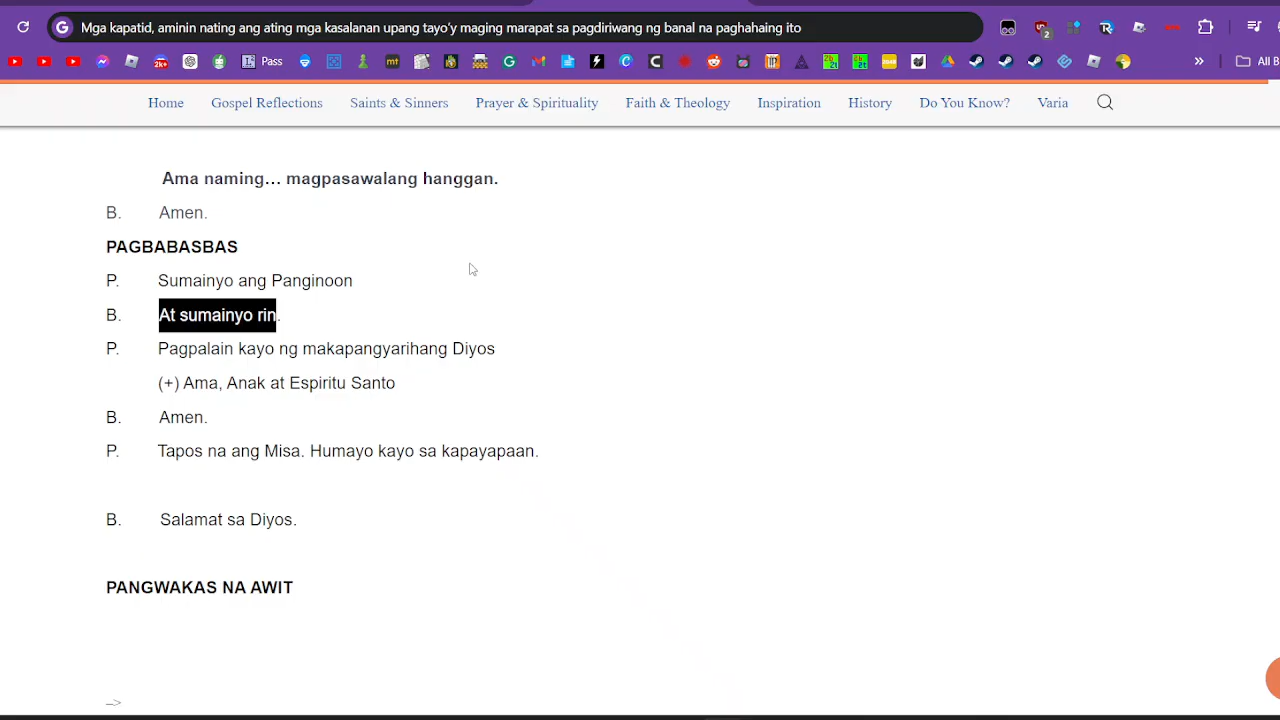 Mga kapatid, aminin nating ang ating mga kasalanan upang tayo'y maging marapat sa pagdiriwang ng banal na paghahaing ito
Pass
All B
Home Gospel Reflections Saints & Sinners Prayer & Spirituality Faith & Theology Inspiration History Do You Know? Varia
Ama naming… magpasawalang hanggan.
B. Amen.
PAGBABASBAS
P. Sumainyo ang Panginoon
B. At sumainyo rin.
P. Pagpalain kayo ng makapangyarihang Diyos
(+) Ama, Anak at Espiritu Santo
B. Amen.
P. Tapos na ang Misa. Humayo kayo sa kapayapaan.
B. Salamat sa Diyos.
PANGWAKAS NA AWIT
–>